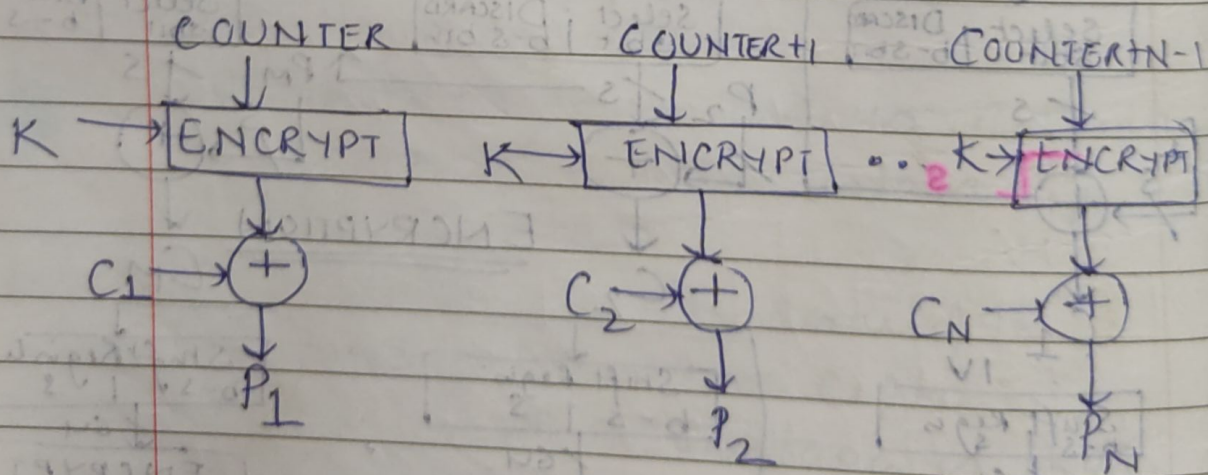 COUNTER COUNTER+1 COUNTER+N-1
K ENCRYPT K ENCRYPT ... K ENCRYPT
C1 + C2 + CN +
P1 P2 PN